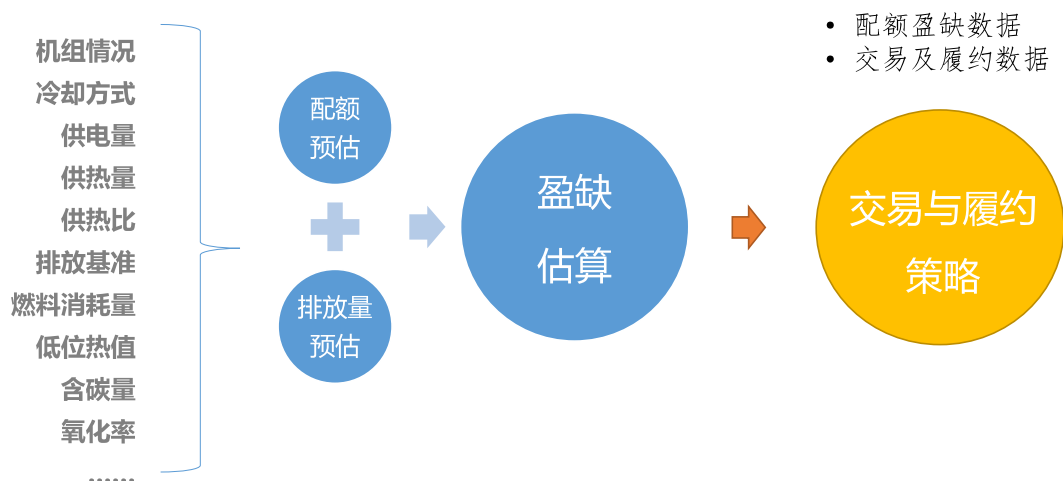 机组情况
冷却方式
供电量
供热量
供热比
排放基准
燃料消耗量
低位热值
含碳量
氧化率
......
配额
预估
排放量
预估
盈缺
估算
• 配额盈缺数据
• 交易及履约数据
交易与履约
策略